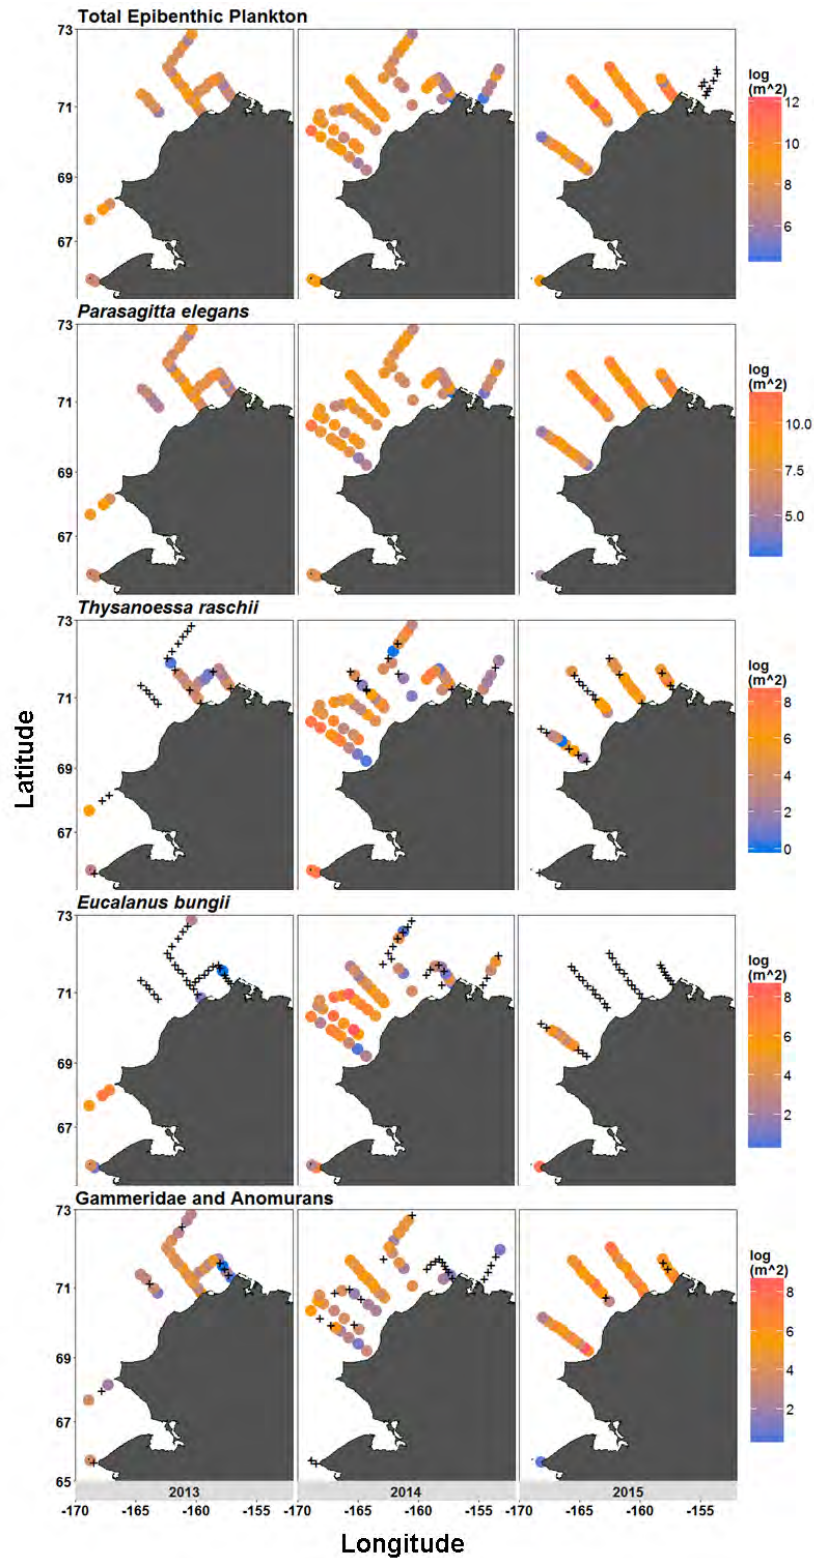 Total Epibenthic Plankton
73
71
69
67
log
(m^2)
12
10
8
6
Parasagitta elegans
73
71
69
67
log
(m^2)
10.0
7.5
5.0
Thysanoessa raschii
73
71
69
67
log
(m^2)
8
6
4
2
0
Latitude
Eucalanus bungii
73
71
69
67
log
(m^2)
8
6
4
2
Gammeridae and Anomurans
73
71
69
67
65
log
(m^2)
8
6
4
2
2013 2014 2015
-170 -165 -160 -155 -170 -165 -160 -155 -170 -165 -160 -155
Longitude